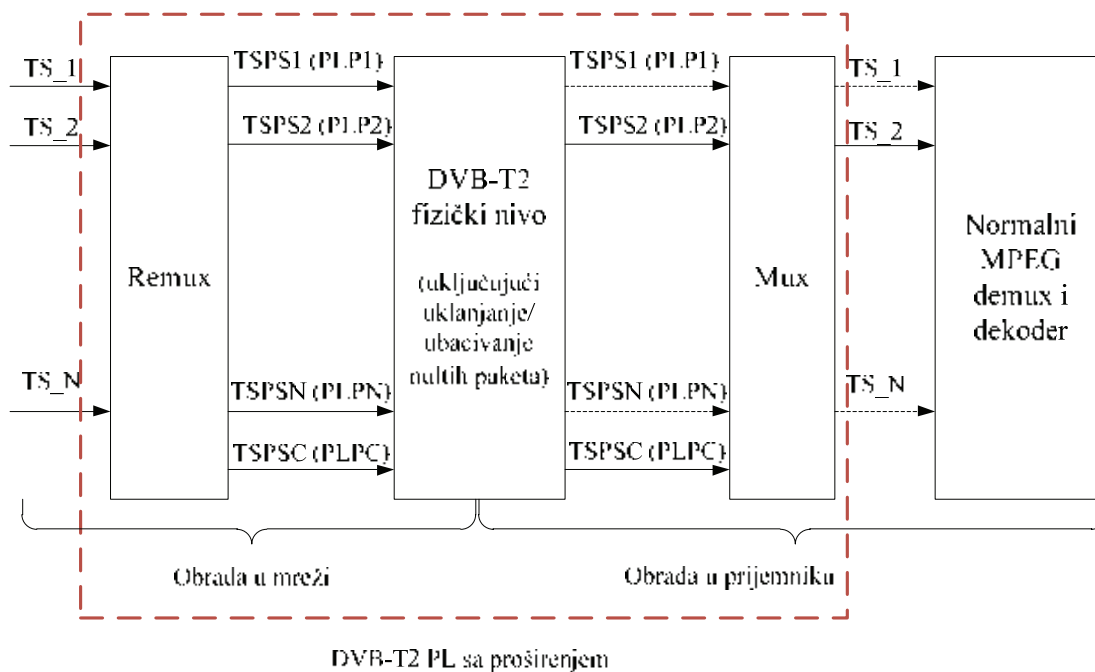 TS_1
TSPS1 (PLP1)
TSPS1 (PLP1)
TS_1
TS_2
TSPS2 (PLP2)
TSPS2 (PLP2)
TS_2
DVB-T2
fizički nivo
(uključujući
uklanjanje/
ubacivanje
nultih paketa)
Remux
Mux
Normalni
MPEG
demux i
dekoder
TS_N
TSPSN (PLPN)
TSPSN (PLPN)
TS_N
TSPSC (PLPC)
TSPSC (PLPC)
Obrada u mreži
Obrada u prijemniku
DVB-T2 PL sa proširenjem